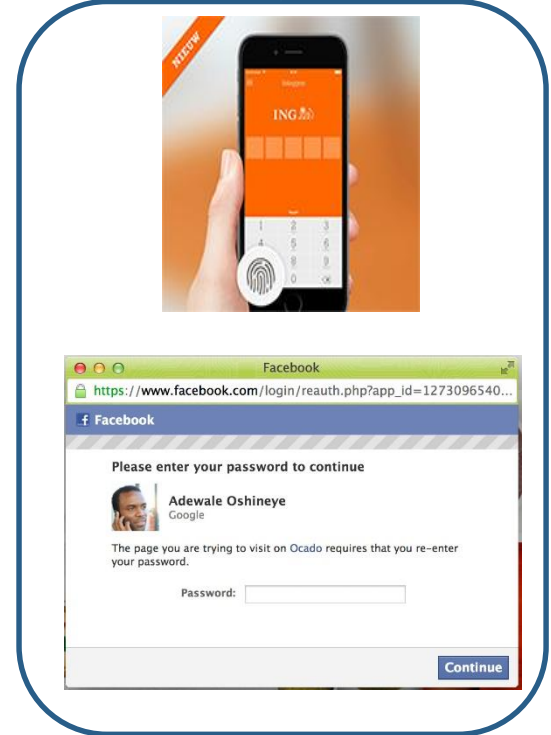 NIEUW
ING
1 2 3
4 5 6
8 9
0
Facebook
https://www.facebook.com/login/reauth.php?app_id=1273096540...
f Facebook
Please enter your password to continue
Adewale Oshineye
Google
The page you are trying to visit on Ocado requires that you re-enter
your password.
Password:
Continue